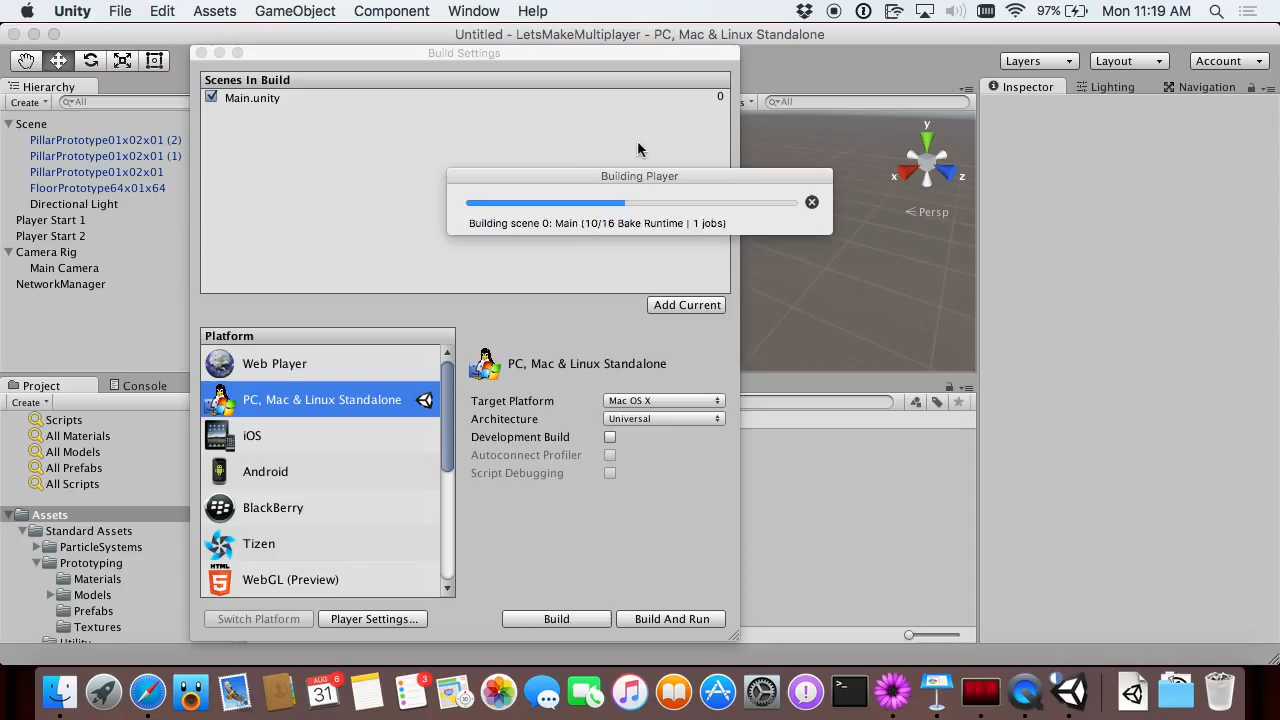 Unity File Edit Assets GameObject Component Window Help 97% Mon 11:19 AM
Untitled - LetsMakeMultiplayer - PC, Mac & Linux Standalone
Layers Layout Account
Build Settings
Scenes In Build
Main.unity 0
Building Player
Building scene 0: Main (10/16 Bake Runtime | 1 jobs)
Add Current
Platform
Web Player
PC, Mac & Linux Standalone
iOS
Android
BlackBerry
Tizen
HTML
5
WebGL (Preview)
PC, Mac & Linux Standalone
Target Platform Mac OS X
Architecture Universal
Development Build
Autoconnect Profiler
Script Debugging
Switch Platform Player Settings... Build Build And Run
Hierarchy
Create All
Scene
PillarPrototype01x02x01 (2)
PillarPrototype01x02x01 (1)
PillarPrototype01x02x01
FloorPrototype64x01x64
Directional Light
Player Start 1
Player Start 2
Camera Rig
Main Camera
NetworkManager
All
y
x z
Persp
Inspector Lighting Navigation
Project Console
Create
Scripts
All Materials
All Models
All Prefabs
All Scripts
Assets
Standard Assets
ParticleSystems
Prototyping
Materials
Models
Prefabs
Textures
AUG
31
6
3